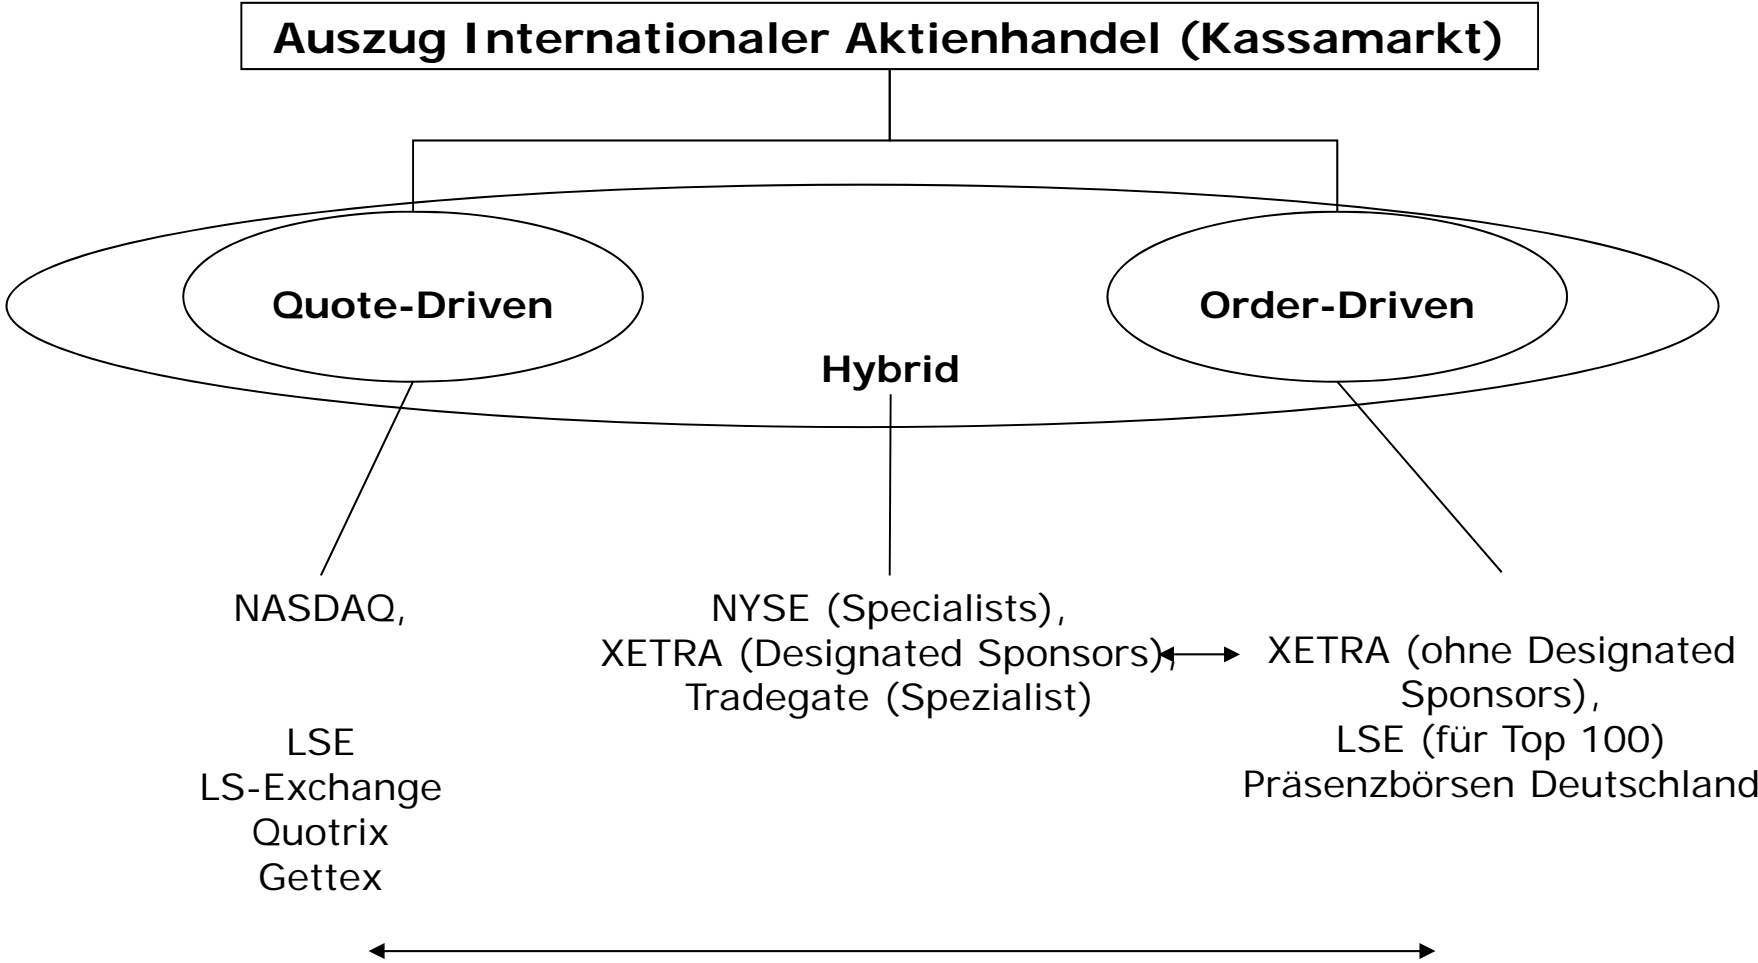 Auszug Internationaler Aktienhandel (Kassamarkt)
Quote-Driven
Order-Driven
Hybrid
NASDAQ,
LSE
LS-Exchange
Quotrix
Gettex
NYSE (Specialists),
XETRA (Designated Sponsors),
Tradegate (Spezialist)
XETRA (ohne Designated
Sponsors),
LSE (für Top 100)
Präsenzbörsen Deutschland